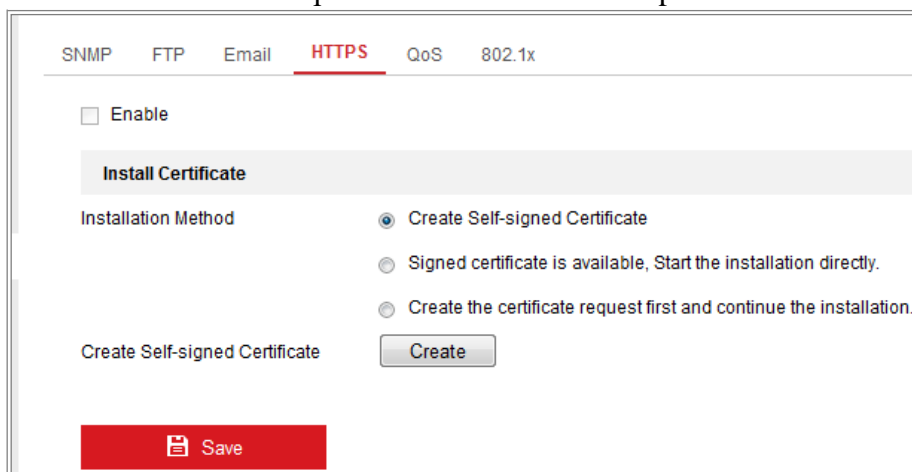 SNMP FTP Email HTTPS QoS 802.1x
Enable
Install Certificate
Installation Method
Create Self-signed Certificate
Signed certificate is available, Start the installation directly.
Create the certificate request first and continue the installation.
Create Self-signed Certificate Create
Save